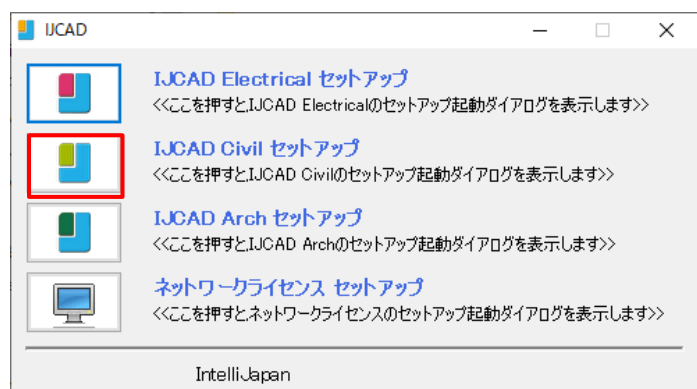 IJCAD
IJCAD Electrical セットアップ
<<ここを押すと,IJCAD Electricalのセットアップ起動ダイアログを表示します>>
IJCAD Civil セットアップ
<<ここを押すと,IJCAD Civilのセットアップ起動ダイアログを表示します>>
IJCAD Arch セットアップ
<<ここを押すと,IJCAD Archのセットアップ起動ダイアログを表示します>>
ネットワークライセンス セットアップ
<<ここを押すと,ネットワークライセンスのセットアップ起動ダイアログを表示します>>
IntelliJapan